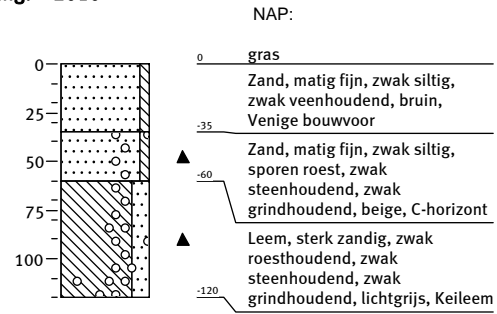 NAP:
0 gras
0
Zand, matig fijn, zwak siltig,
zwak veenhoudend, bruin,
Venige bouwvoor
25
-35
Zand, matig fijn, zwak siltig,
sporen roest, zwak
steenhoudend, zwak
grindhoudend, beige, C-horizont
50
-60
Leem, sterk zandig, zwak
roesthoudend, zwak
steenhoudend, zwak
grindhoudend, lichtgrijs, Keileem
75
100
-120